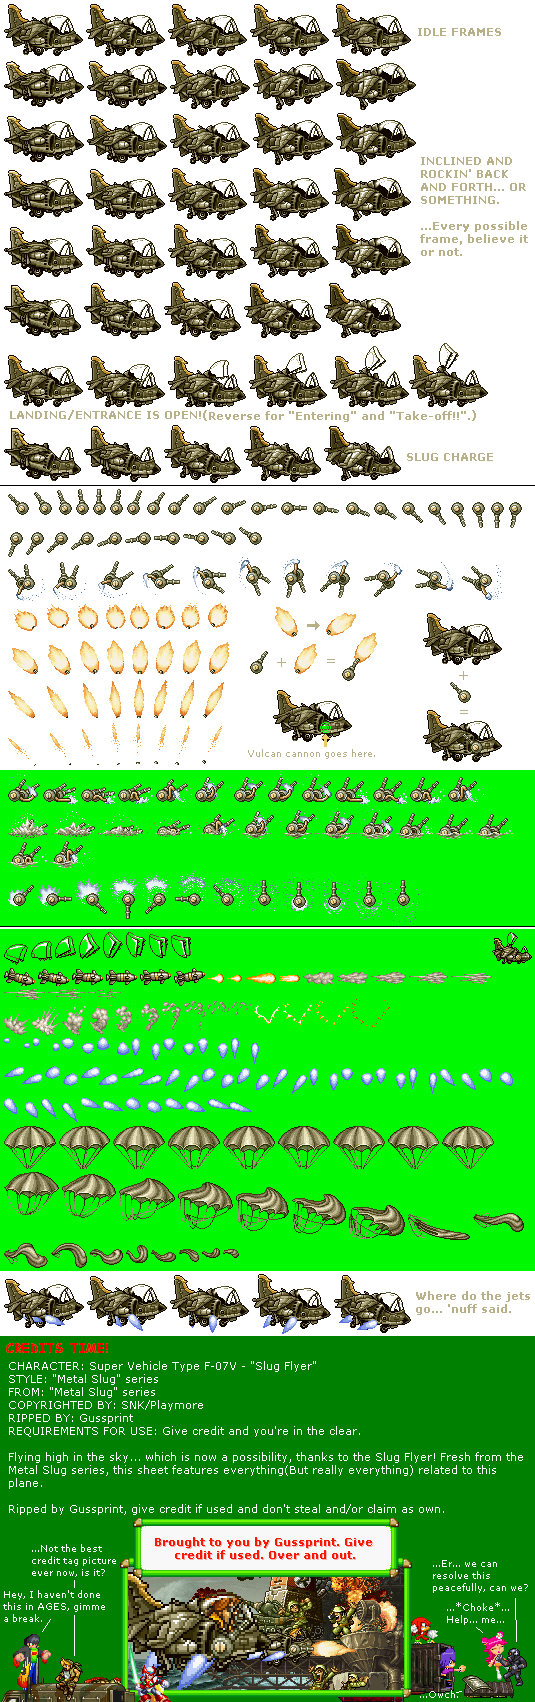 IDLE FRAMES
INCLINED AND
ROCKIN' BACK
AND FORTH... OR
SOMETHING.
...Every possible
frame, believe it
or not.
LANDING/ENTRANCE IS OPEN!(Reverse for "Entering" and "Take-off!!".)
SLUG CHARGE
+
=
+
=
Vulcan cannon goes here.
Where do the jets
go... 'nuff said.
CREDITS TIME!
CHARACTER: Super Vehicle Type F-07V - "Slug Flyer"
STYLE: "Metal Slug" series
FROM: "Metal Slug" series
COPYRIGHTED BY: SNK/Playmore
RIPPED BY: Gussprint
REQUIREMENTS FOR USE: Give credit and you're in the clear.
Flying high in the sky... which is now a possibility, thanks to the Slug Flyer! Fresh from the
Metal Slug series, this sheet features everything(But really everything) related to this
plane.
Ripped by Gussprint, give credit if used and don't steal and/or claim as own.
Brought to you by Gussprint. Give
credit if used. Over and out.
...Not the best
credit tag picture
ever now, is it?
Hey, I haven't done
this in AGES, gimme
a break.
...Er... we can
resolve this
peacefully, can we?
...*Choke*...
Help... me...
...Owch.